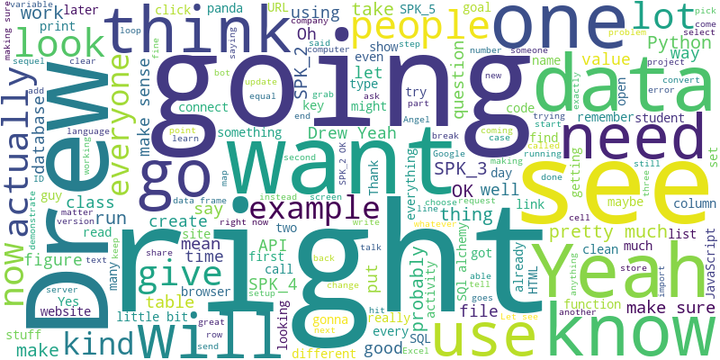 variable
work
later
print
click
panda
URL
using
Oh
company
said
computer
fine
think
people
take
SPK_5
goal
pick
come
select
one
lot
making sure
row
look
loop
saying
step
show
even
Python
way
project
sequel
clear
make sense
bot
update
equal
SPK_2
let
type
try
part
Angel
question
value
number
someone
problem
add
language
actually
database
everyone
point
learn
going
connect
grab
key
end
might
ask
new
code
name
open
convert
exactly
error
data
Drew
working
go
something
Drew Yeah
break
coming
case
find
remember
student
trying
start
called
running
need
set
guy
class
matter
version
run
create
data frame
map
want
second
instead
screen
SPK_2 OK
Thank
everything
Google
making
SPK_3
day
getting
three
still
done
maybe
see
column
demonstrate
now
read
text
keep
say
site
right now
example
OK
well
choose
request
line
link
thing
cell
pretty much
list
figure
many
mean
time
API
two
write
whatever
already
HTML
SQL alchemy
clean
much
store
import
JavaScript
Yes
website
share
give
first
call
SPK_4
put
back
talk
probably
activity
got
able
tell
goes
Let see
Yeah
anything
function
another
make sure
server
stuff
make
kind
table
browser
little bit
great
row
send
will
right
setup
looking
gonna
different
change
next
hit
really
every
good
SQL
Excel
file
use
know